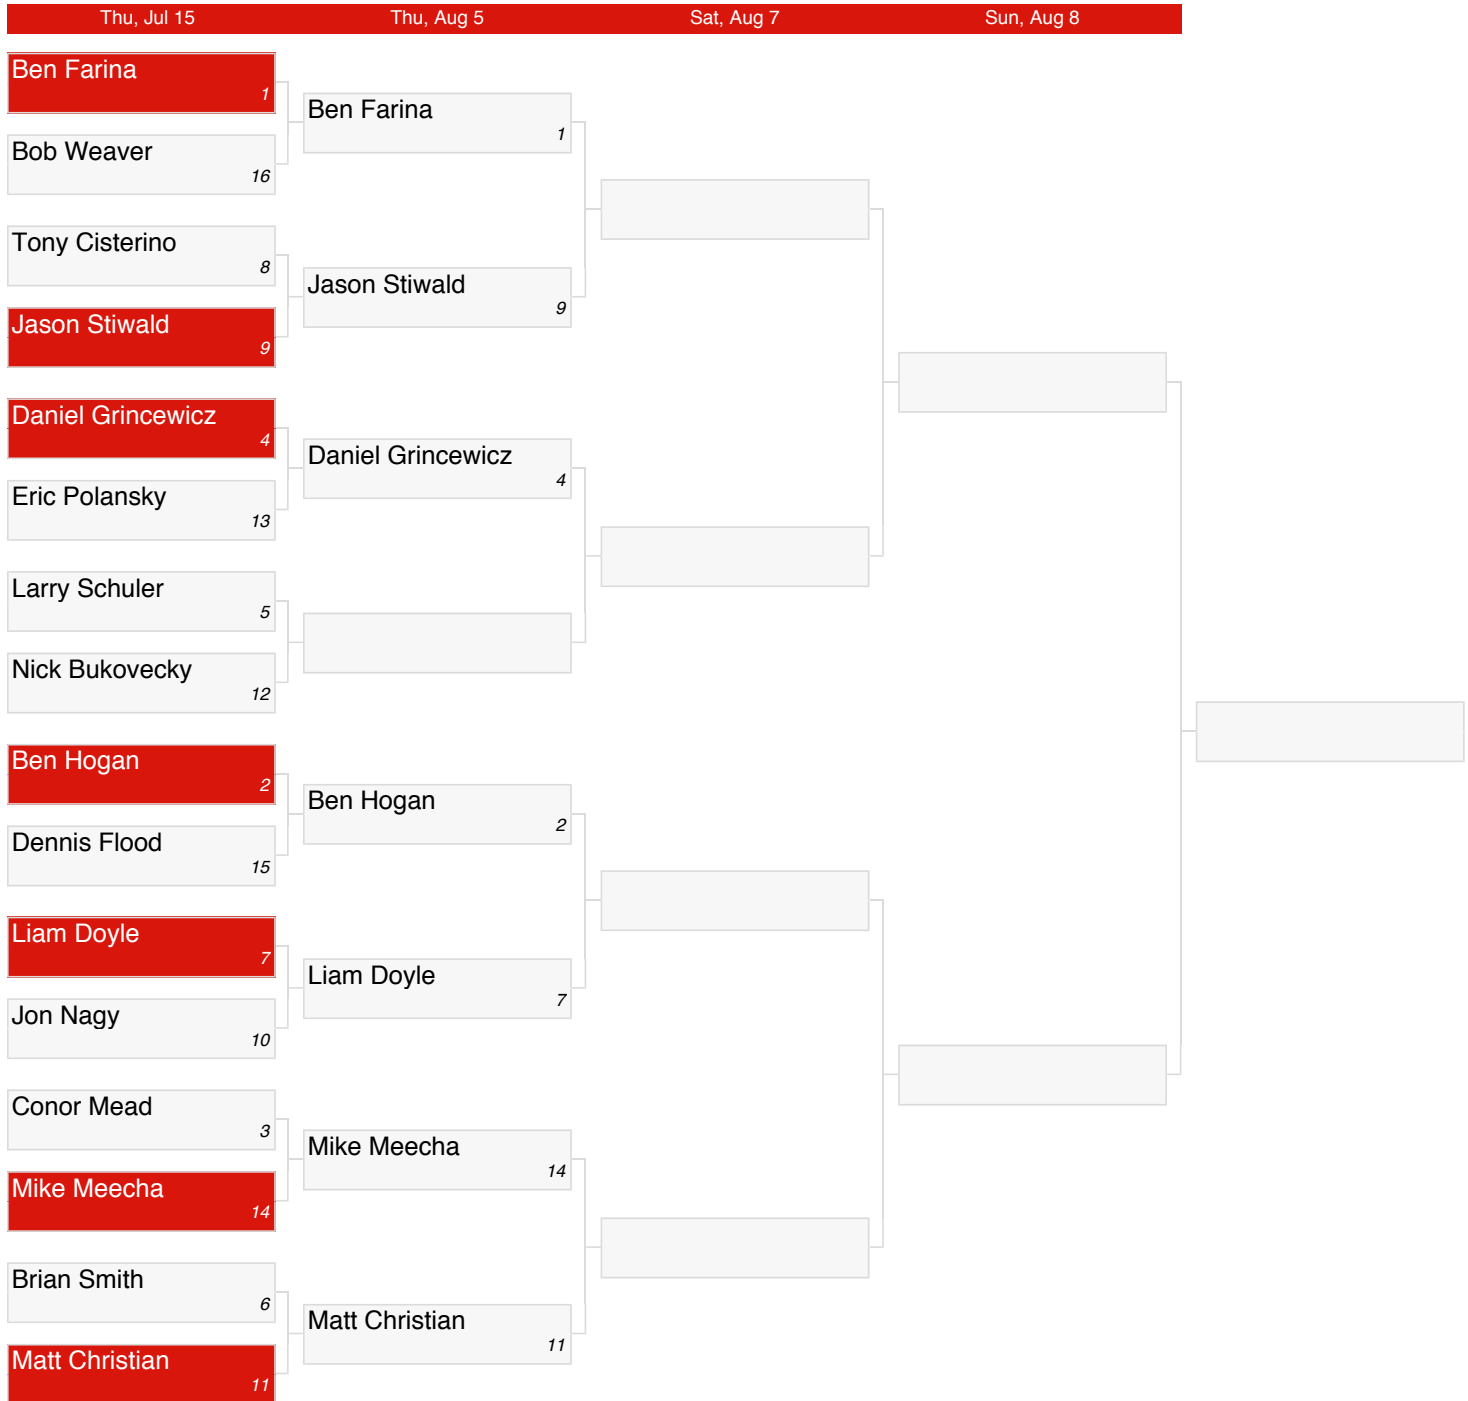 Thu, Jul 15
Thu, Aug 5
Sat, Aug 7
Sun, Aug 8
Ben Farina
1
Bob Weaver
16
Tony Cisterino
8
Jason Stiwald
9
Daniel Grincewicz
4
Eric Polansky
13
Larry Schuler
5
Nick Bukovecky
12
Ben Hogan
2
Dennis Flood
15
Liam Doyle
7
Jon Nagy
10
Conor Mead
3
Mike Meecha
14
Brian Smith
6
Matt Christian
11
Ben Farina
1
Jason Stiwald
9
Daniel Grincewicz
4
Ben Hogan
2
Liam Doyle
7
Mike Meecha
14
Matt Christian
11